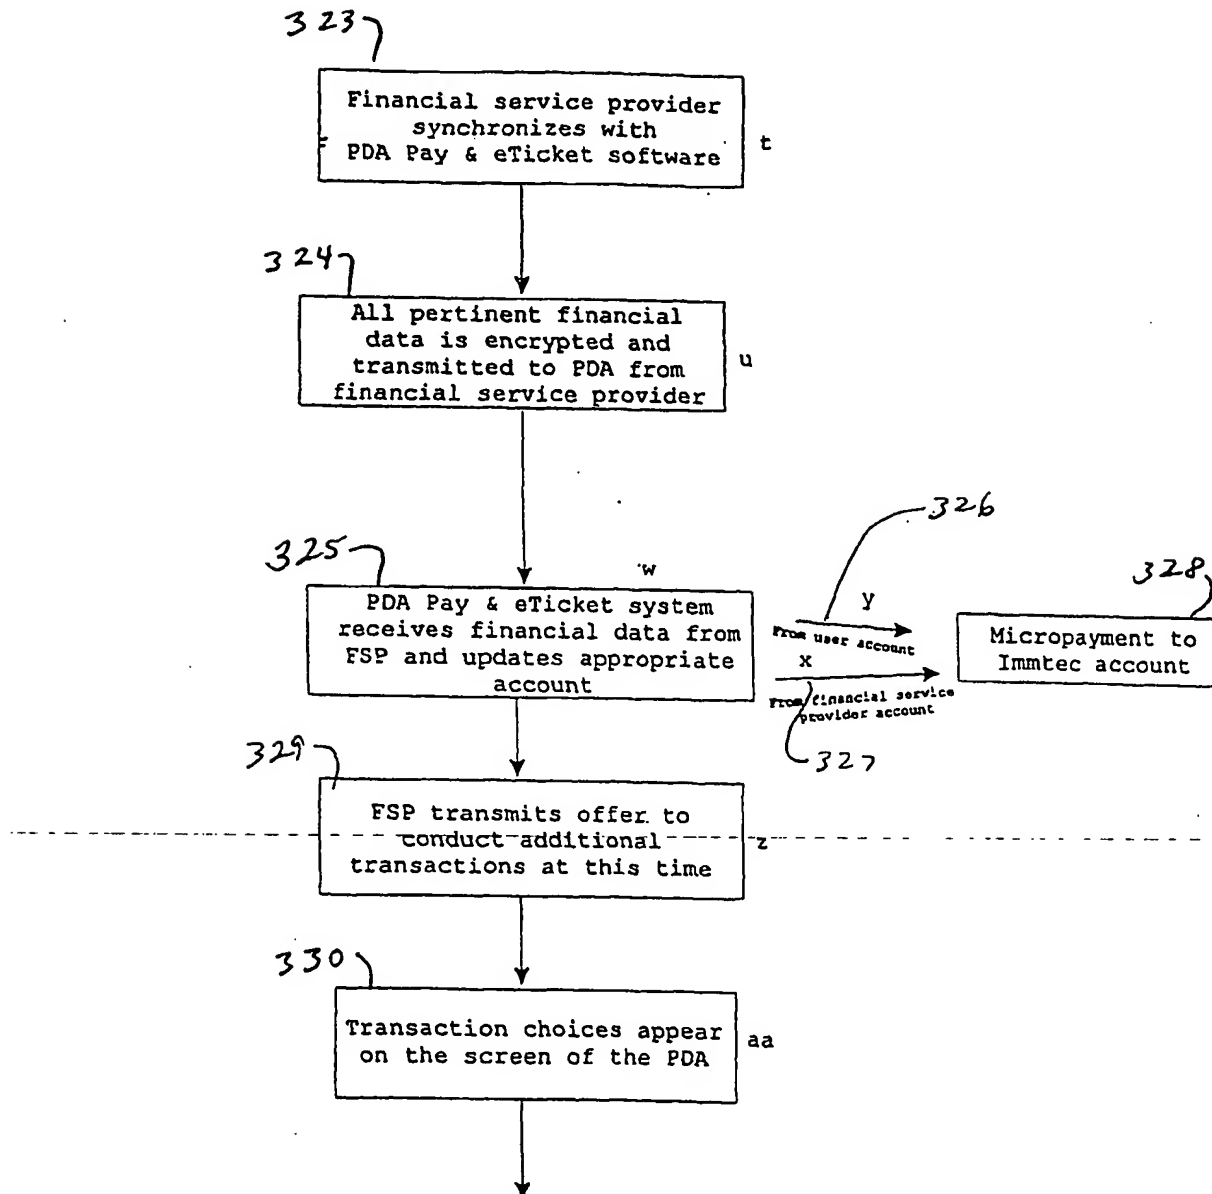 323
Financial service provider
synchronizes with
PDA Pay & eTicket software
t
324
All pertinent financial
data is encrypted and
transmitted to PDA from
financial service provider
u
325
w
PDA Pay & eTicket system
receives financial data from
FSP and updates appropriate
account
326
y
From user account
x
From financial service
provider account
327
328
Micropayment to
Immtec account
329
FSP transmits offer to
conduct additional
transactions at this time
z
330
Transaction choices appear
on the screen of the PDA
aa